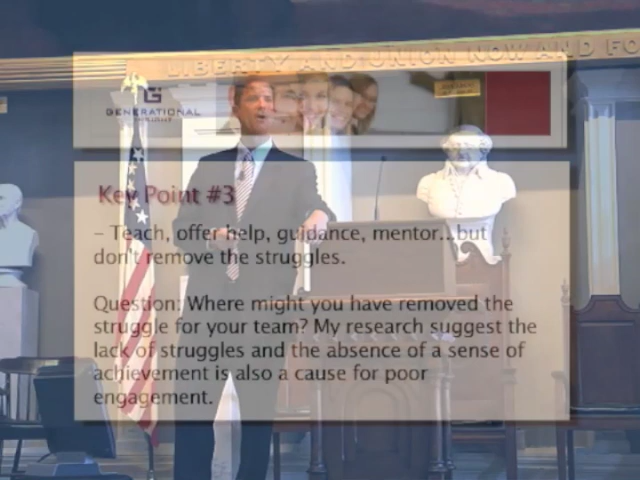 LIBERTY AND UNION NOW AND FO
GENERATIONAL
INSIGHTS
Key Point #3
– Teach, offer help, guidance, mentor...but
don't remove the struggles.
Question: Where might you have removed the
struggle for your team? My research suggest the
lack of struggles and the absence of a sense of
achievement is also a cause for poor
engagement.